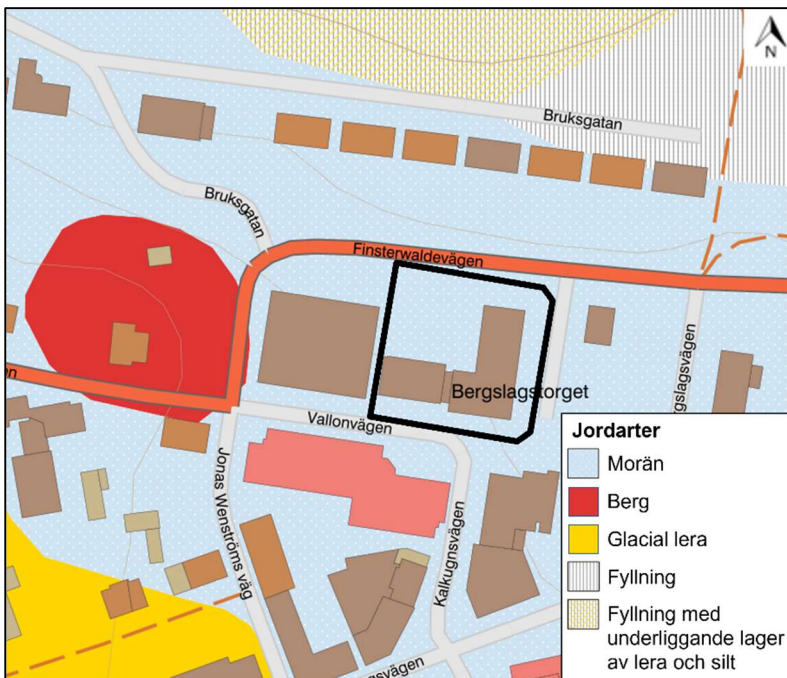 N
Bruksgatan
Bruksgatan
Finsterwaldevägen
Bergslagstorget
Vallonvägen
Jonas Wenströms väg
Kalkugnsvägen
Jordarter
Morän
Berg
Glacial lera
Fyllning
Fyllning med
underliggande lager
av lera och silt